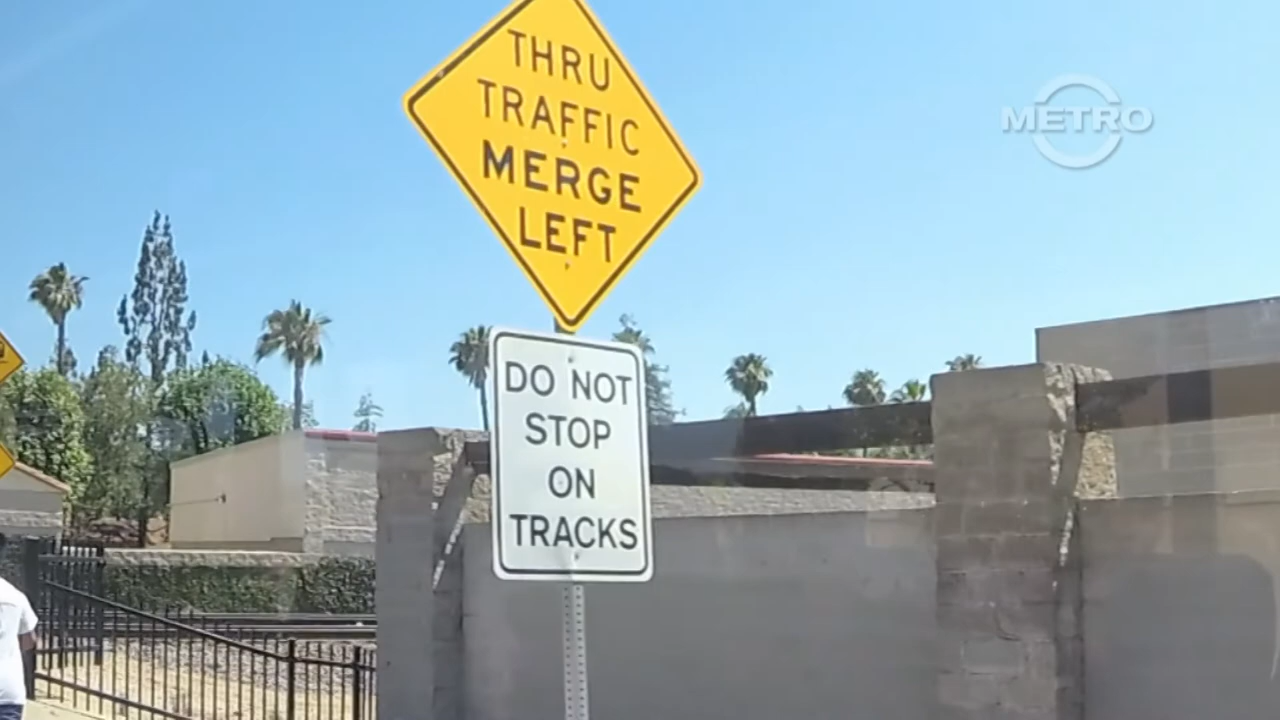 THRU
TRAFFIC
MERGE
LEFT
METRO
DO NOT
STOP
ON
TRACKS